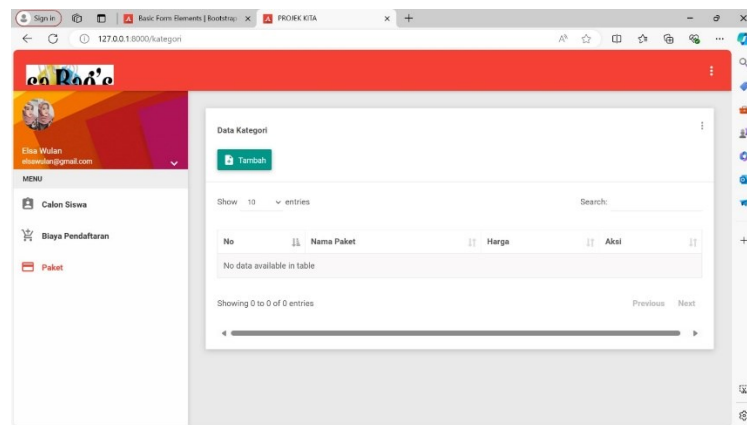 Sign in
Basic Form Elements | Bootstrap
PROJEK KITA
127.0.0.1:8000/kategori
Elisa Wulan
elisawulan@gmail.com
MENU
Calon Siswa
Biaya Pendaftaran
Paket
Data Kategori
Tambah
Show 10 entries
Search:
No Nama Paket Harga Aksi
No data available in table
Showing 0 to 0 of 0 entries
Previous Next